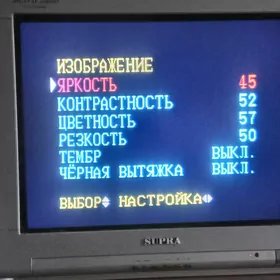 ИЗОБРАЖЕНИЕ
ЯРКОСТЬ 45
КОНТРАСТНОСТЬ 52
ЦВЕТНОСТЬ 57
РЕЗКОСТЬ 50
ТЕМБР ВЫКЛ.
ЧЁРНАЯ ВЫТЯЖКА ВЫКЛ.
ВЫБОР НАСТРОЙКА
SUPRA